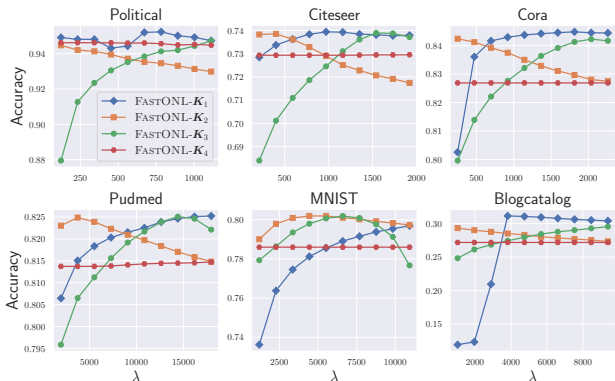 Political
Citeseer
Cora
Accuracy
0.94
0.92
0.90
0.88
FASTONL-K1
FASTONL-K2
FASTONL-K3
FASTONL-K4
250 500 750 1000
0.74
0.73
0.72
0.71
0.70
0.69
500 1000 1500 2000
0.84
0.83
0.82
0.81
0.80
500 1000 1500 2000
Pudmed
MNIST
Blogcatalog
Accuracy
0.825
0.820
0.815
0.810
0.805
0.800
0.795
5000 10000 15000
λ
0.80
0.78
0.76
0.74
2500 5000 7500 10000
λ
0.30
0.25
0.20
0.15
2000 4000 6000 8000
λ